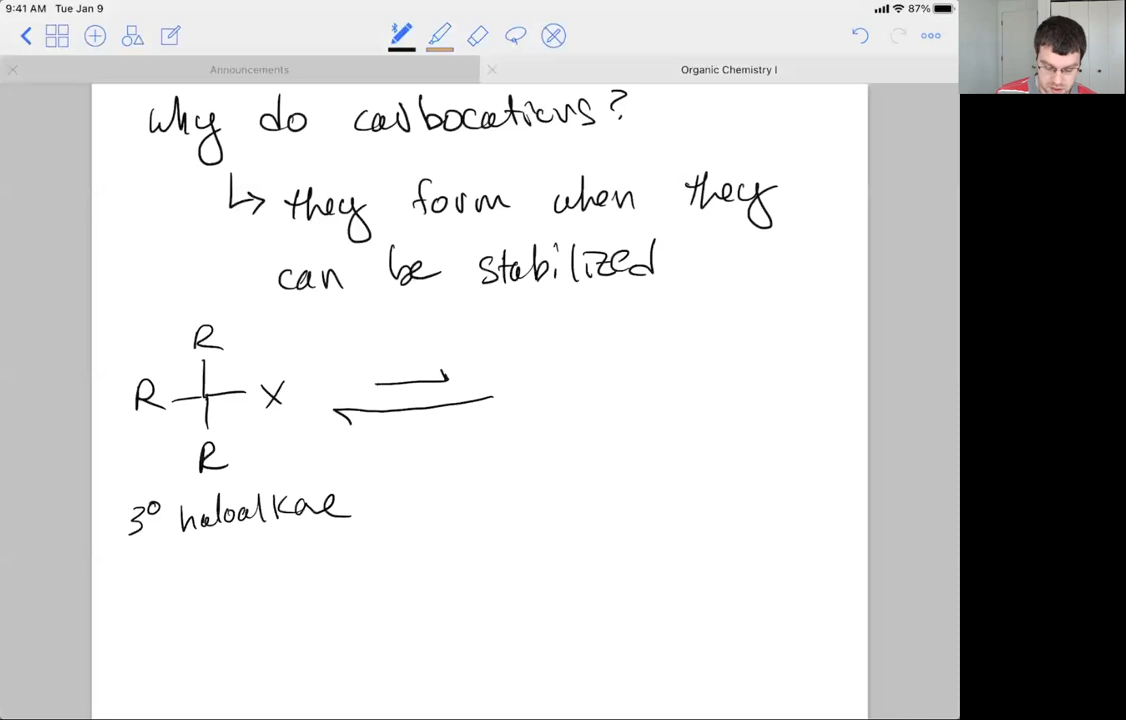 9:41 AM Tue Jan 9
87%
Announcements
Organic Chemistry I
why do carbocations?
↳ they form when they
can be stabilized
R
R X
R
3° haloalkae